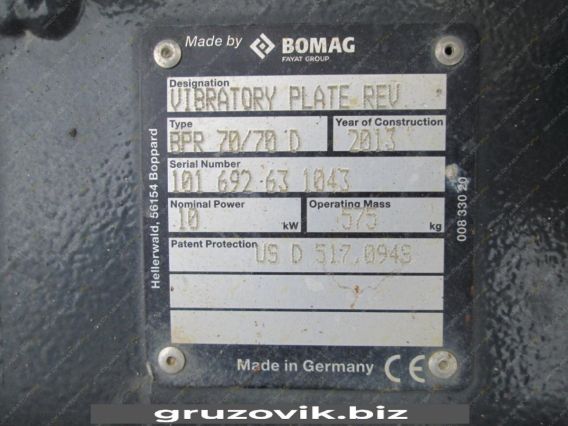 Made by BOMAG
FAYAT GROUP
Designation
VIBRATORY PLATE REV
Type
BPR 70/70 D
Year of Construction
2013
Serial Number
101 692 63 1043
Nominal Power
10 kW
Operating Mass
575 kg
Patent Protection
US D 517,094S
Hellerwald, 56154 Boppard
008 330 20
Made in Germany CE
gruzovik.biz